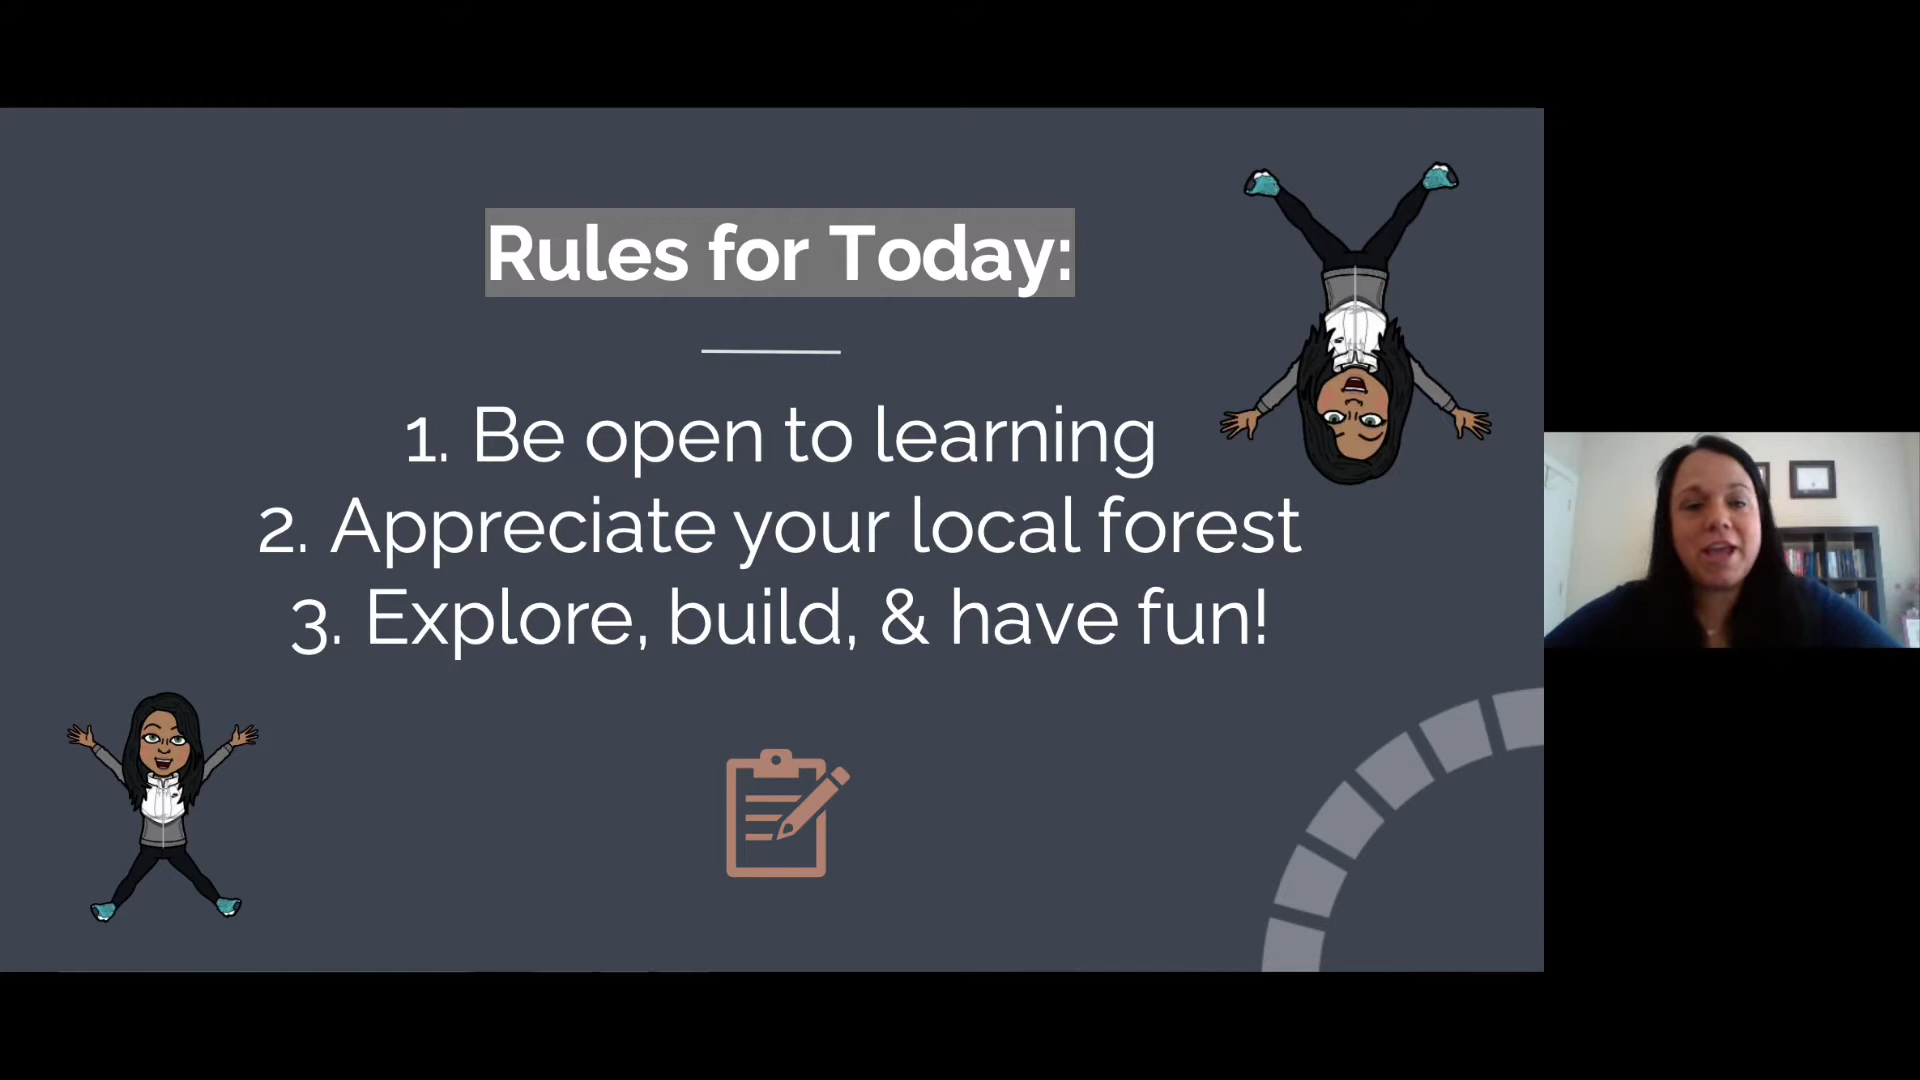 Rules for Today:
1. Be open to learning
2. Appreciate your local forest
3. Explore, build, & have fun!